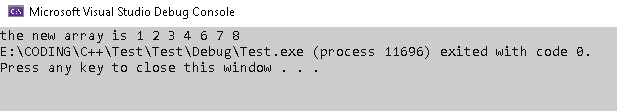 Microsoft Visual Studio Debug Console
the new array is 1 2 3 4 6 7 8
E:\CODING\C++\Test\Test\Debug\Test.exe (process 11696) exited with code 0.
Press any key to close this window . . .